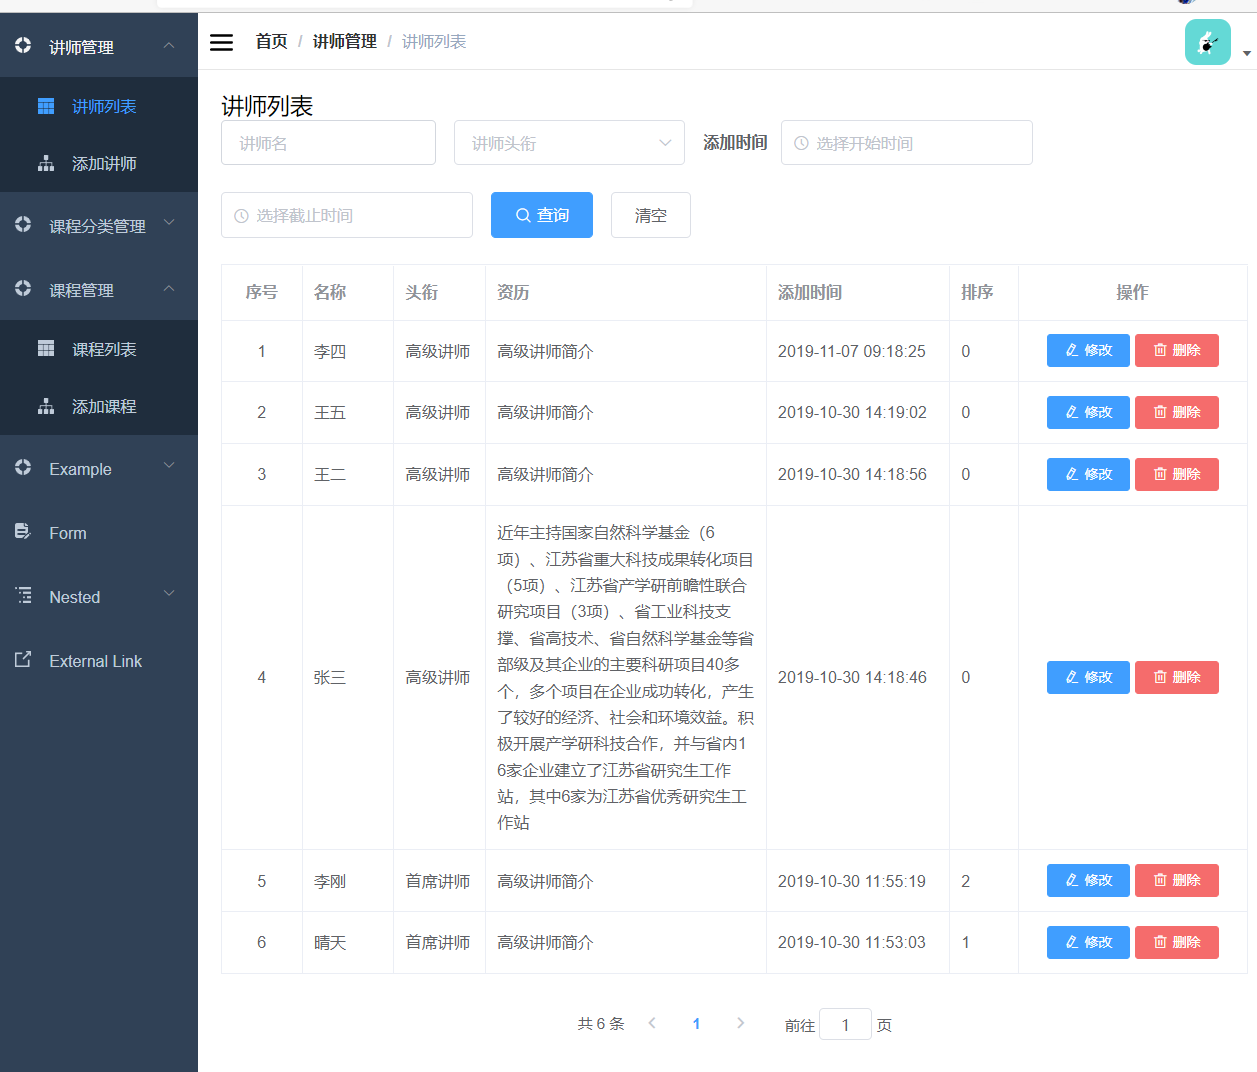 讲师管理
讲师列表
添加讲师
课程分类管理
课程管理
课程列表
添加课程
Example
Form
Nested
External Link
首页 / 讲师管理 / 讲师列表
讲师列表
讲师名 讲师头衔 添加时间 选择开始时间
选择截止时间 查询 清空
序号 名称 头衔 资历 添加时间 排序 操作
1 李四 高级讲师 高级讲师简介 2019-11-07 09:18:25 0 修改 删除
2 王五 高级讲师 高级讲师简介 2019-10-30 14:19:02 0 修改 删除
3 王二 高级讲师 高级讲师简介 2019-10-30 14:18:56 0 修改 删除
近年主持国家自然科学基金（6
项）、江苏省重大科技成果转化项目
（5项）、江苏省产学研前瞻性联合
研究项目（3项）、省工业科技支
撑、省高技术、省自然科学基金等省
部级及其企业的主要科研项目40多
4 张三 高级讲师 个，多个项目在企业成功转化，产生 2019-10-30 14:18:46 0 修改 删除
了较好的经济、社会和环境效益。积
极开展产学研科技合作，并与省内1
6家企业建立了江苏省研究生工作
站，其中6家为江苏省优秀研究生工
作站
5 李刚 首席讲师 高级讲师简介 2019-10-30 11:55:19 2 修改 删除
6 晴天 首席讲师 高级讲师简介 2019-10-30 11:53:03 1 修改 删除
共 6 条 1 前往 1 页